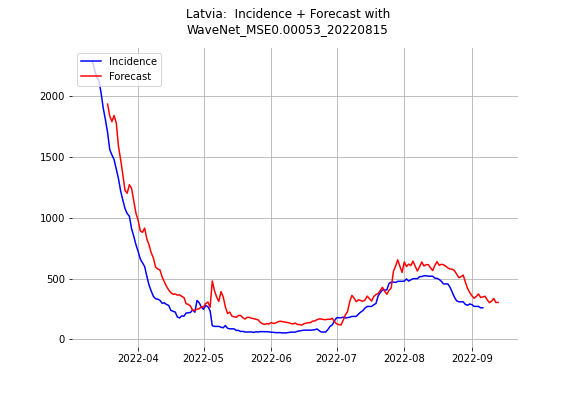 Latvia:  Incidence + Forecast with
WaveNet_MSE0.00053_20220815
Incidence
Forecast
2000
1500
1000
500
0
2022-04
2022-05
2022-06
2022-07
2022-08
2022-09